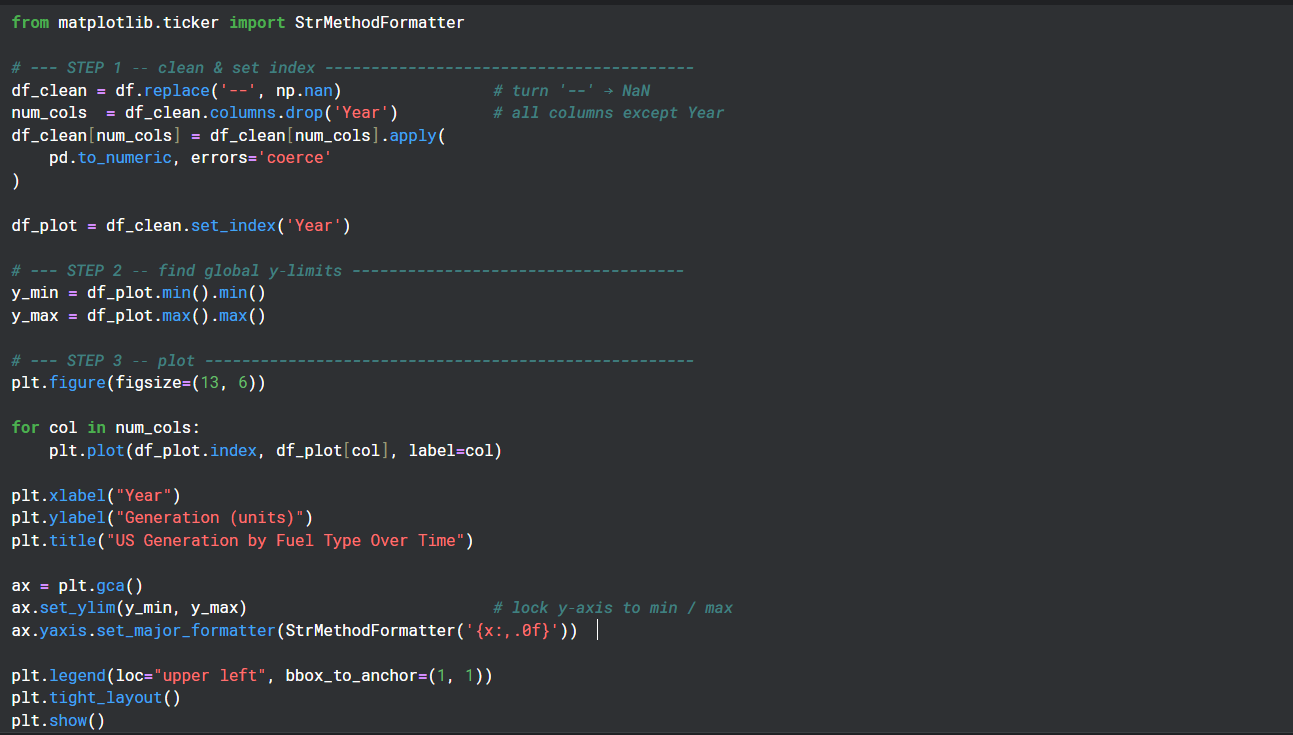 from matplotlib.ticker import StrMethodFormatter
# --- STEP 1 -- clean & set index ----------------------------------------
df_clean = df.replace('--', np.nan)                # turn '--' → NaN
num_cols  = df_clean.columns.drop('Year')          # all columns except Year
df_clean[num_cols] = df_clean[num_cols].apply(
    pd.to_numeric, errors='coerce'
)
df_plot = df_clean.set_index('Year')
# --- STEP 2 -- find global y-limits ------------------------------------
y_min = df_plot.min().min()
y_max = df_plot.max().max()
# --- STEP 3 -- plot -----------------------------------------------------
plt.figure(figsize=(13, 6))
for col in num_cols:
    plt.plot(df_plot.index, df_plot[col], label=col)
plt.xlabel("Year")
plt.ylabel("Generation (units)")
plt.title("US Generation by Fuel Type Over Time")
ax = plt.gca()
ax.set_ylim(y_min, y_max)                          # lock y-axis to min / max
ax.yaxis.set_major_formatter(StrMethodFormatter('{x:,.0f}'))
plt.legend(loc="upper left", bbox_to_anchor=(1, 1))
plt.tight_layout()
plt.show()